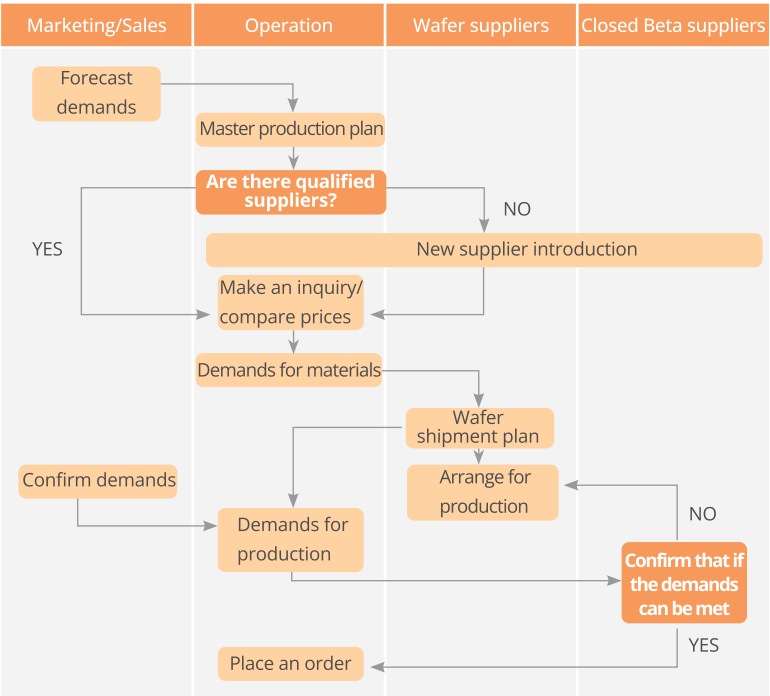 Marketing/Sales
Operation
Wafer suppliers
Closed Beta suppliers
Forecast
demands
Master production plan
Are there qualified
suppliers?
NO
YES
New supplier introduction
Make an inquiry/
compare prices
Demands for materials
Wafer
shipment plan
Confirm demands
Arrange for
production
NO
Demands for
production
Confirm that if
the demands
can be met
YES
Place an order